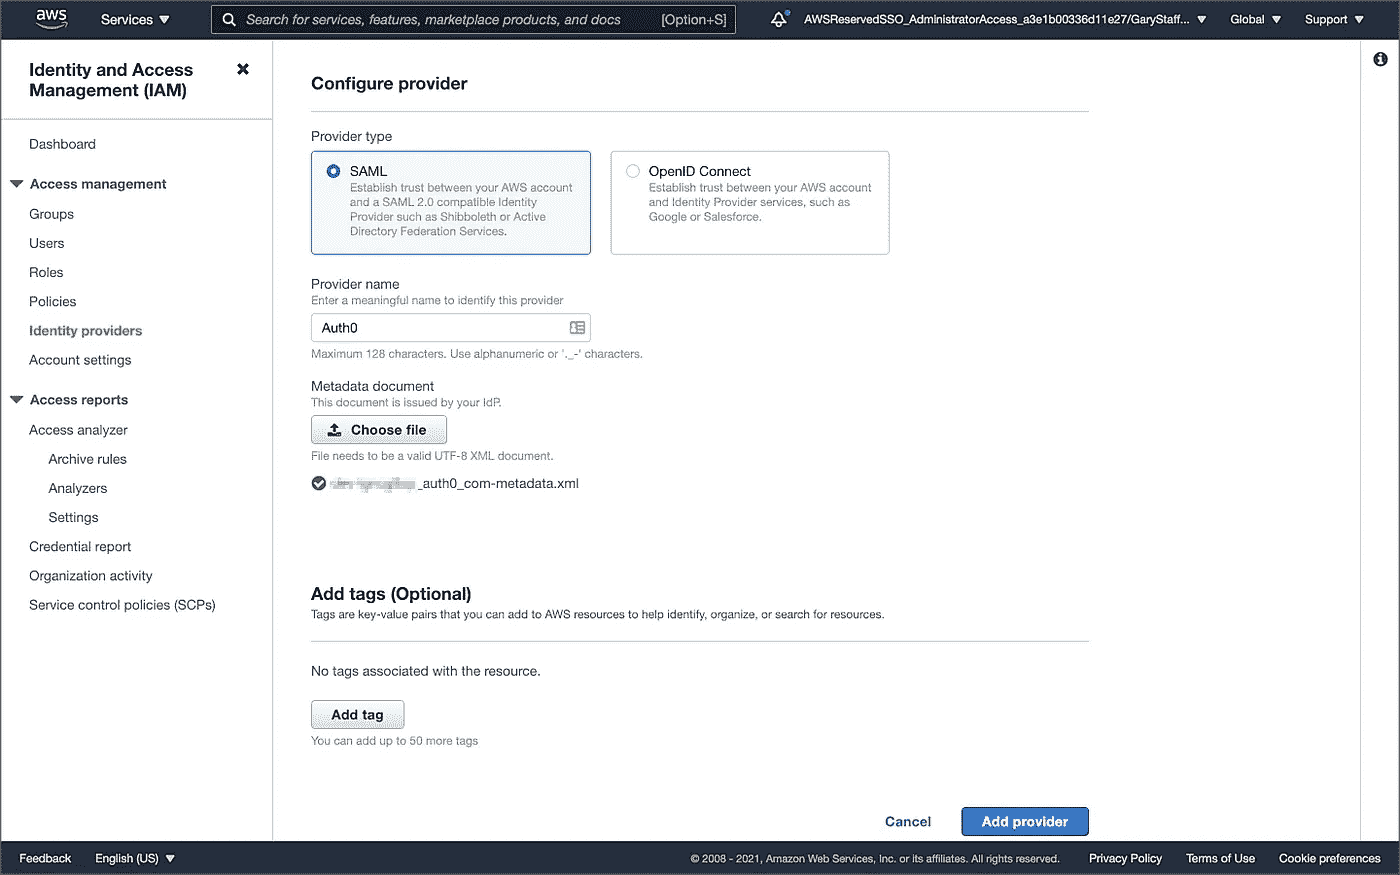 aws
Services
Search for services, features, marketplace products, and docs [Option+S]
AWSReservedSSO_AdministratorAccess_a3e1b00336d11e27/GaryStaff...
Global
Support
Identity and Access
Management (IAM)
Dashboard
Access management
Groups
Users
Roles
Policies
Identity providers
Account settings
Access reports
Access analyzer
Archive rules
Analyzers
Settings
Credential report
Organization activity
Service control policies (SCPs)
Configure provider
Provider type
SAML
Establish trust between your AWS account
and a SAML 2.0 compatible Identity
Provider such as Shibboleth or Active
Directory Federation Services.
OpenID Connect
Establish trust between your AWS account
and Identity Provider services, such as
Google or Salesforce.
Provider name
Enter a meaningful name to identify this provider
Auth0
Maximum 128 characters. Use alphanumeric or '._-' characters.
Metadata document
This document is issued by your IdP.
Choose file
File needs to be a valid UTF-8 XML document.
_auth0_com-metadata.xml
Add tags (Optional)
Tags are key-value pairs that you can add to AWS resources to help identify, organize, or search for resources.
No tags associated with the resource.
Add tag
You can add up to 50 more tags
Cancel
Add provider
Feedback
English (US)
© 2008 - 2021, Amazon Web Services, Inc. or its affiliates. All rights reserved.
Privacy Policy
Terms of Use
Cookie preferences